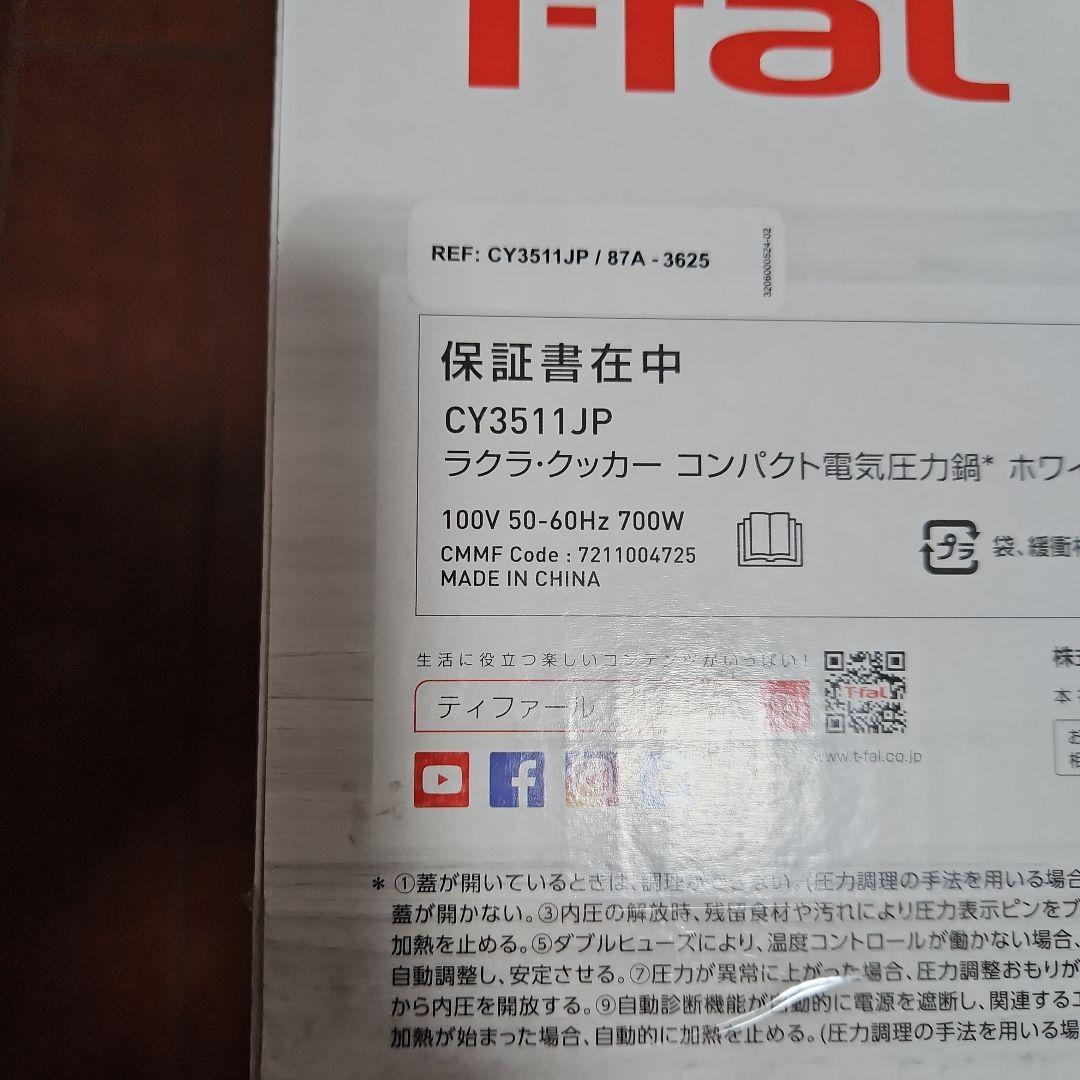 T-fal
REF: CY3511JP / 87A - 3625
3206000524-02
保証書在中
CY3511JP
ラクラ・クッカー コンパクト電気圧力鍋* ホワイ
100V 50-60Hz 700W
CMMF Code : 7211004725
MADE IN CHINA
プラ 袋、緩衝材
生活に役立つ楽しいコンテンツがいっぱい!
ティファール
T-fal
www.t-fal.co.jp
株式
本
お
相
* ①蓋が開いているときは、調理ができない。(圧力調理の手法を用いる場合
蓋が開かない。③内圧の解放時、残留食材や汚れにより圧力表示ピンをブ
加熱を止める。⑤ダブルヒューズにより、温度コントロールが働かない場合、
自動調整し、安定させる。⑦圧力が異常に上がった場合、圧力調整おもりが
から内圧を開放する。⑨自動診断機能が自動的に電源を遮断し、関連するエ
加熱が始まった場合、自動的に加熱を止める。(圧力調理の手法を用いる場